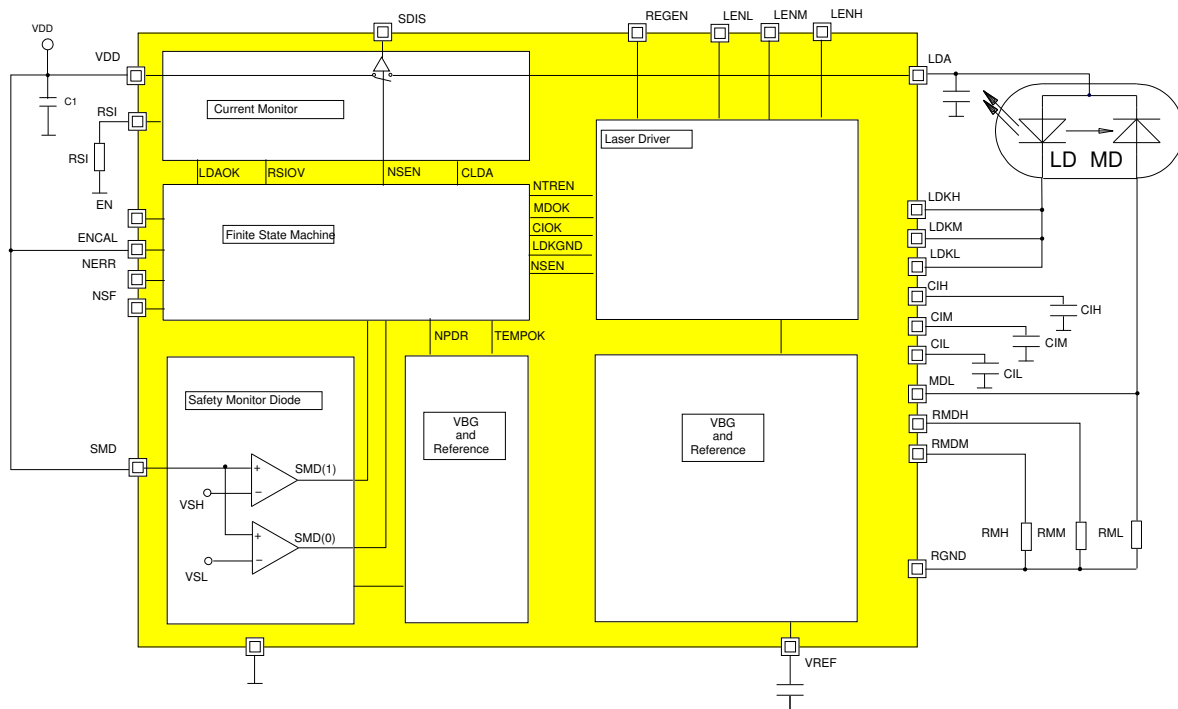 SDIS
REGEN
LENL
LENM
LENH
VDD
VDD
LDA
C1
Current Monitor
RSI
RSI
Laser Driver
LD MD
LDAOK
RSIOV
NSEN
CLDA
EN
NTREN
MDOK
CIOK
LDKGND
NSEN
Finite State Machine
ENCAL
NERR
NSF
LDKH
LDKM
LDKL
CIH
CIH
CIM
CIM
CIL
CIL
NPDR
TEMPOK
MDL
RMDH
RMDM
Safety Monitor Diode
VBG
and
Reference
VBG
and
Reference
SMD
+
−
SMD(1)
VSH
+
−
SMD(0)
VSL
RMH
RMM
RML
RGND
VREF